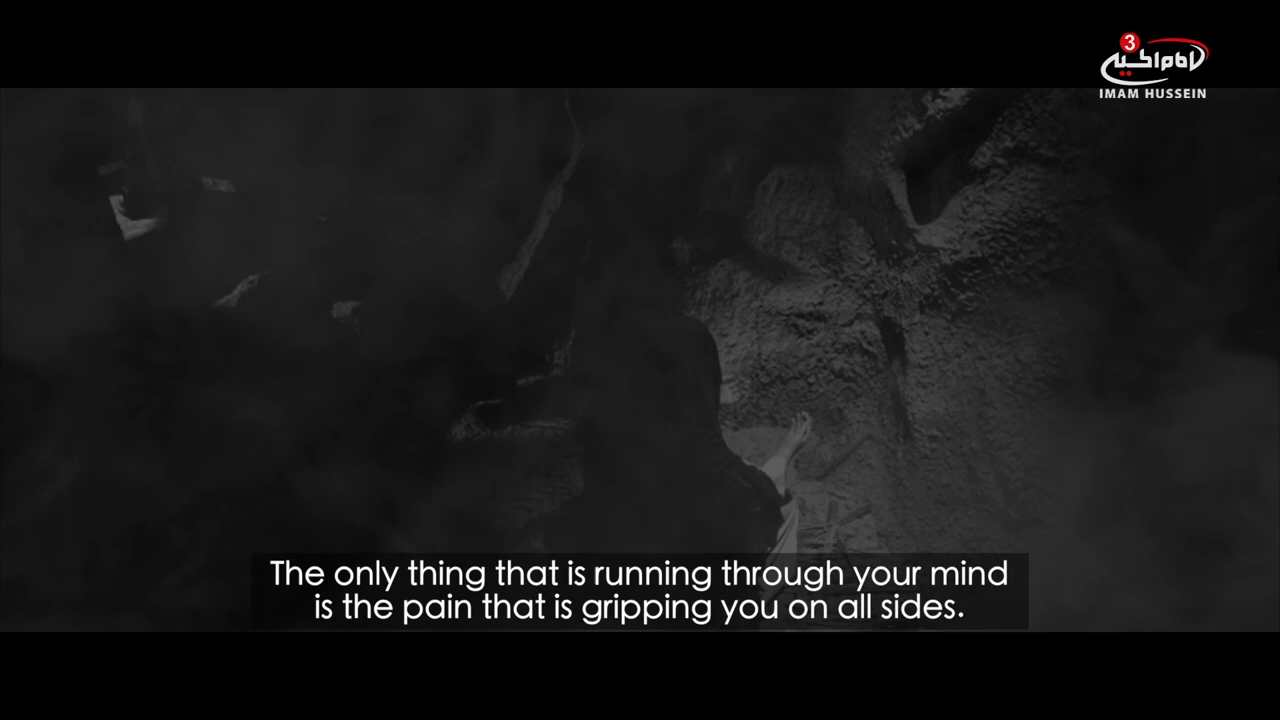 3
IMAM HUSSEIN
The only thing that is running through your mind
is the pain that is gripping you on all sides.